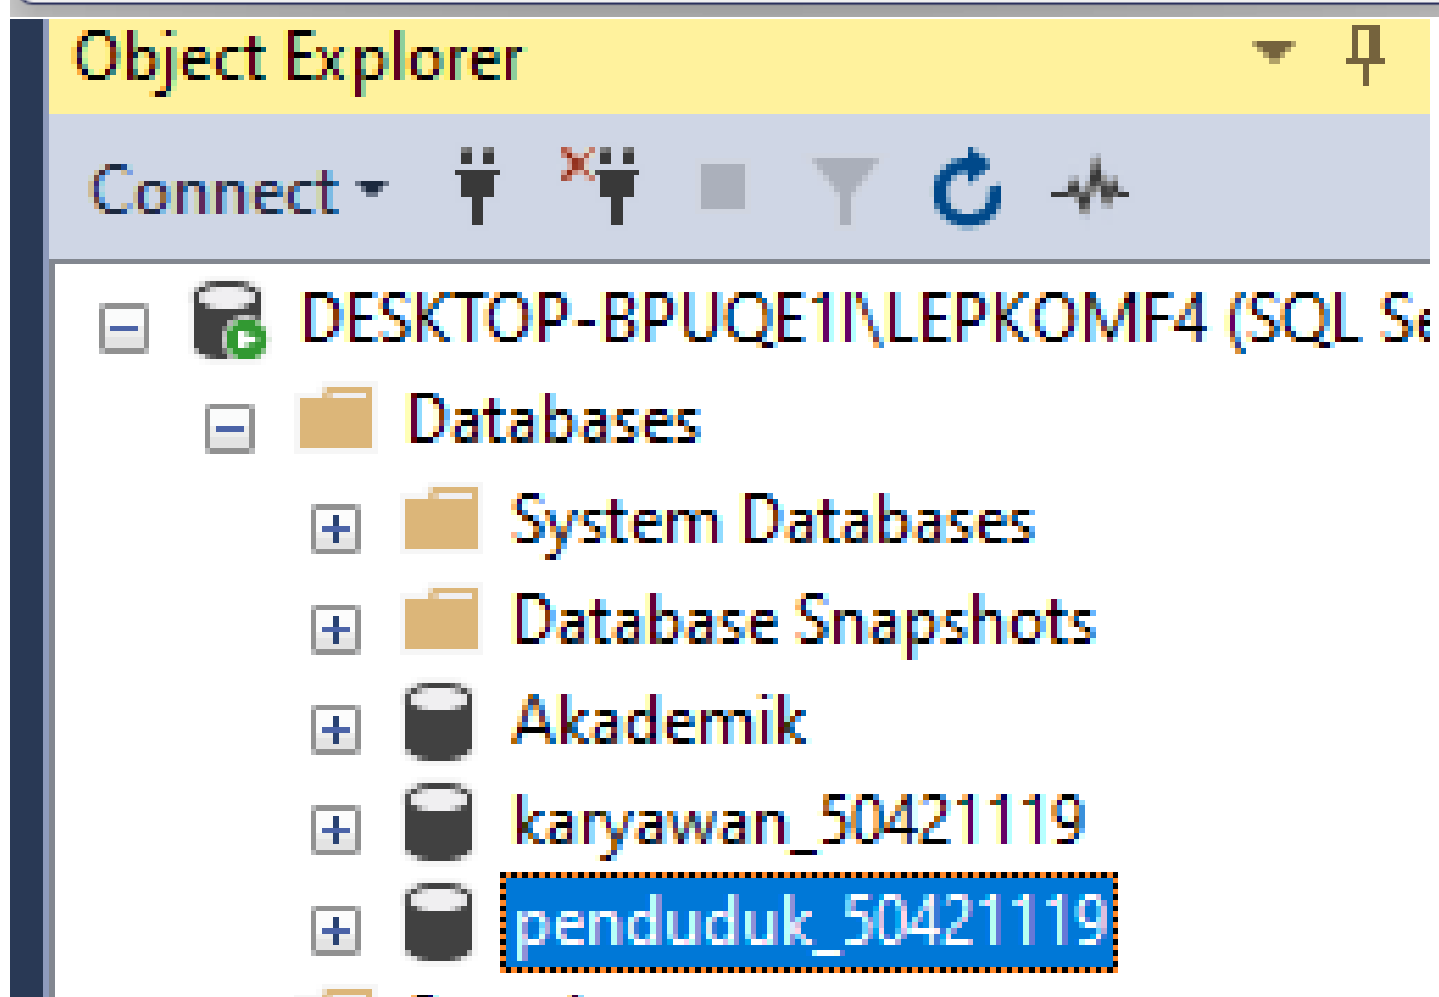 Object Explorer
Connect
DESKTOP-BPUQE1I\LEPKOMF4 (SQL Se
Databases
System Databases
Database Snapshots
Akademik
karyawan_50421119
penduduk_50421119